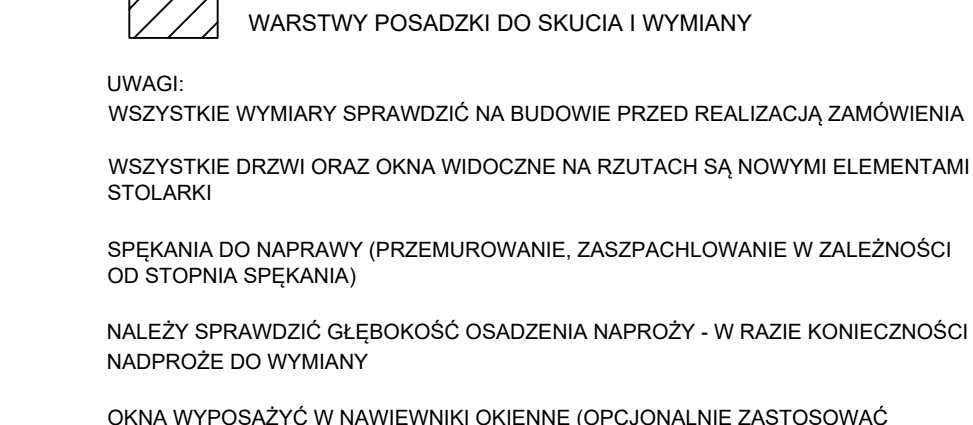 WARSTWY POSADZKI DO SKUCIA I WYMIANY
UWAGI:
WSZYSTKIE WYMIARY SPRAWDZIĆ NA BUDOWIE PRZED REALIZACJĄ ZAMÓWIENIA
WSZYSTKIE DRZWI ORAZ OKNA WIDOCZNE NA RZUTACH SĄ NOWYMI ELEMENTAMI
STOLARKI
SPĘKANIA DO NAPRAWY (PRZEMUROWANIE, ZASZPACHLOWANIE W ZALEŻNOŚCI
OD STOPNIA SPĘKANIA)
NALEŻY SPRAWDZIĆ GŁĘBOKOŚĆ OSADZENIA NAPROŻY - W RAZIE KONIECZNOŚCI
NADPROŻE DO WYMIANY
OKNA WYPOSAŻYĆ W NAWIEWNIKI OKIENNE (OPCJONALNIE ZASTOSOWAĆ